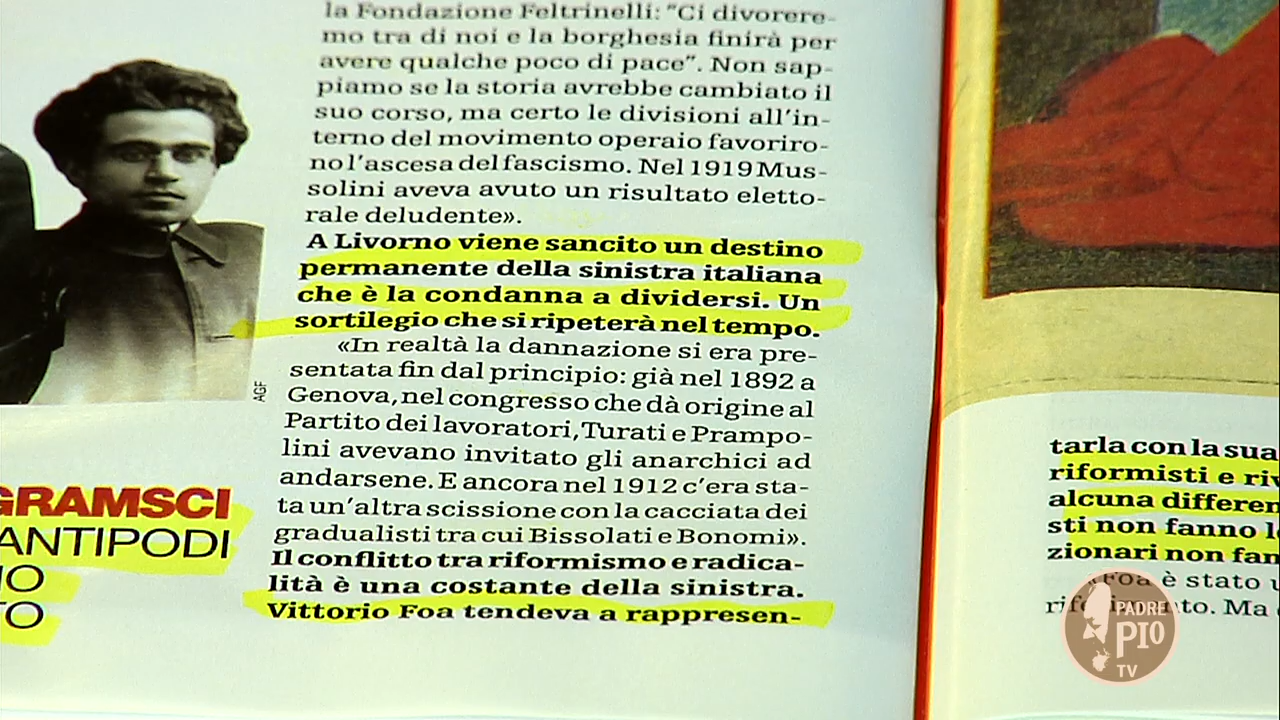 la Fondazione Feltrinelli: "Ci divorere-
mo tra di noi e la borghesia finirà per
avere qualche poco di pace". Non sap-
piamo se la storia avrebbe cambiato il
suo corso, ma certo le divisioni all'in-
terno del movimento operaio favoriro-
no l'ascesa del fascismo. Nel 1919 Mus-
solini aveva avuto un risultato eletto-
rale deludente».
A Livorno viene sancito un destino
permanente della sinistra italiana
che è la condanna a dividersi. Un
sortilegio che si ripeterà nel tempo.
«In realtà la dannazione si era pre-
sentata fin dal principio: già nel 1892 a
Genova, nel congresso che dà origine al
Partito dei lavoratori, Turati e Prampo-
lini avevano invitato gli anarchici ad
andarsene. E ancora nel 1912 c'era sta-
ta un'altra scissione con la cacciata dei
gradualisti tra cui Bissolati e Bonomi».
Il conflitto tra riformismo e radica-
lità è una costante della sinistra.
Vittorio Foa tendeva a rappresen-
AGF
GRAMSCI
ANTIPODI
IO
TO
tarla con la sua
riformisti e riv
alcuna differen
sti non fanno l
zionari non fan
«Foa è stato
Ma
PADRE
PIO
TV